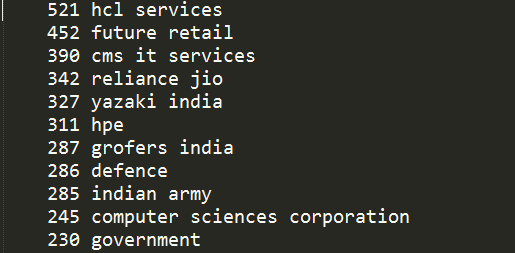 521 hcl services
452 future retail
390 cms it services
342 reliance jio
327 yazaki india
311 hpe
287 grofers india
286 defence
285 indian army
245 computer sciences corporation
230 government